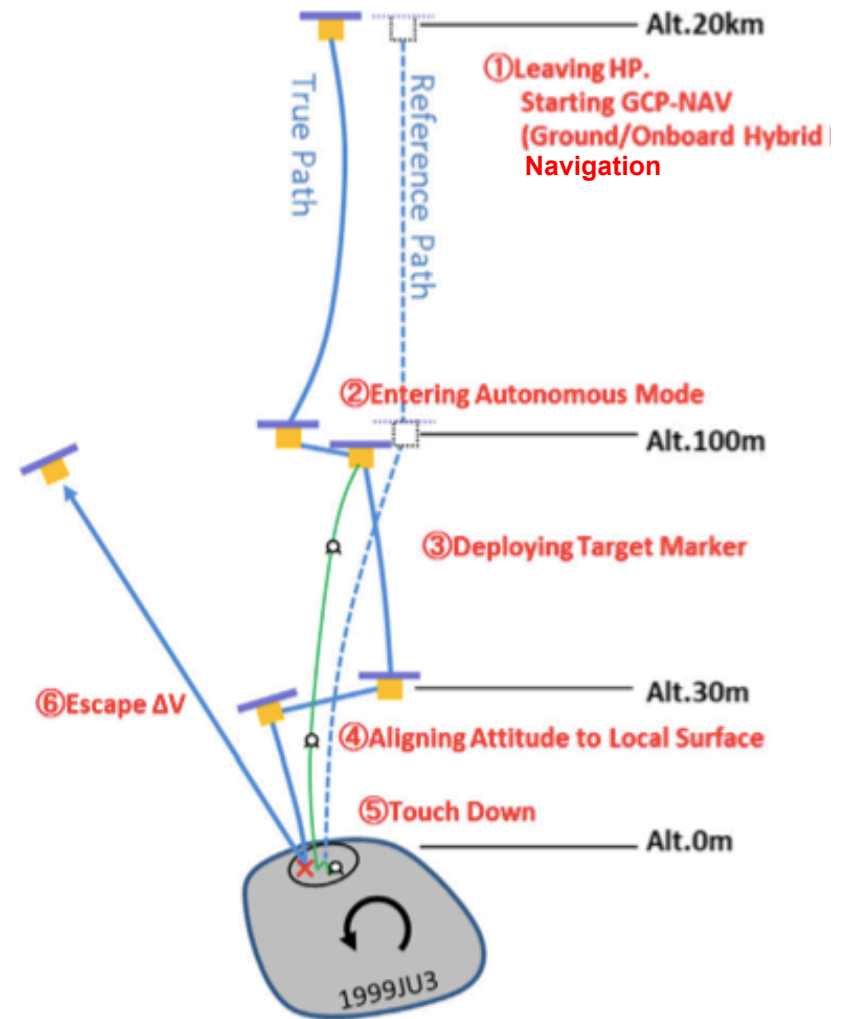 Alt.20km
①Leaving HP.
Starting GCP-NAV
(Ground/Onboard Hybrid
Navigation
True Path
Reference Path
②Entering Autonomous Mode
Alt.100m
③Deploying Target Marker
Alt.30m
⑥Escape ΔV
④Aligning Attitude to Local Surface
⑤Touch Down
Alt.0m
1999JU3